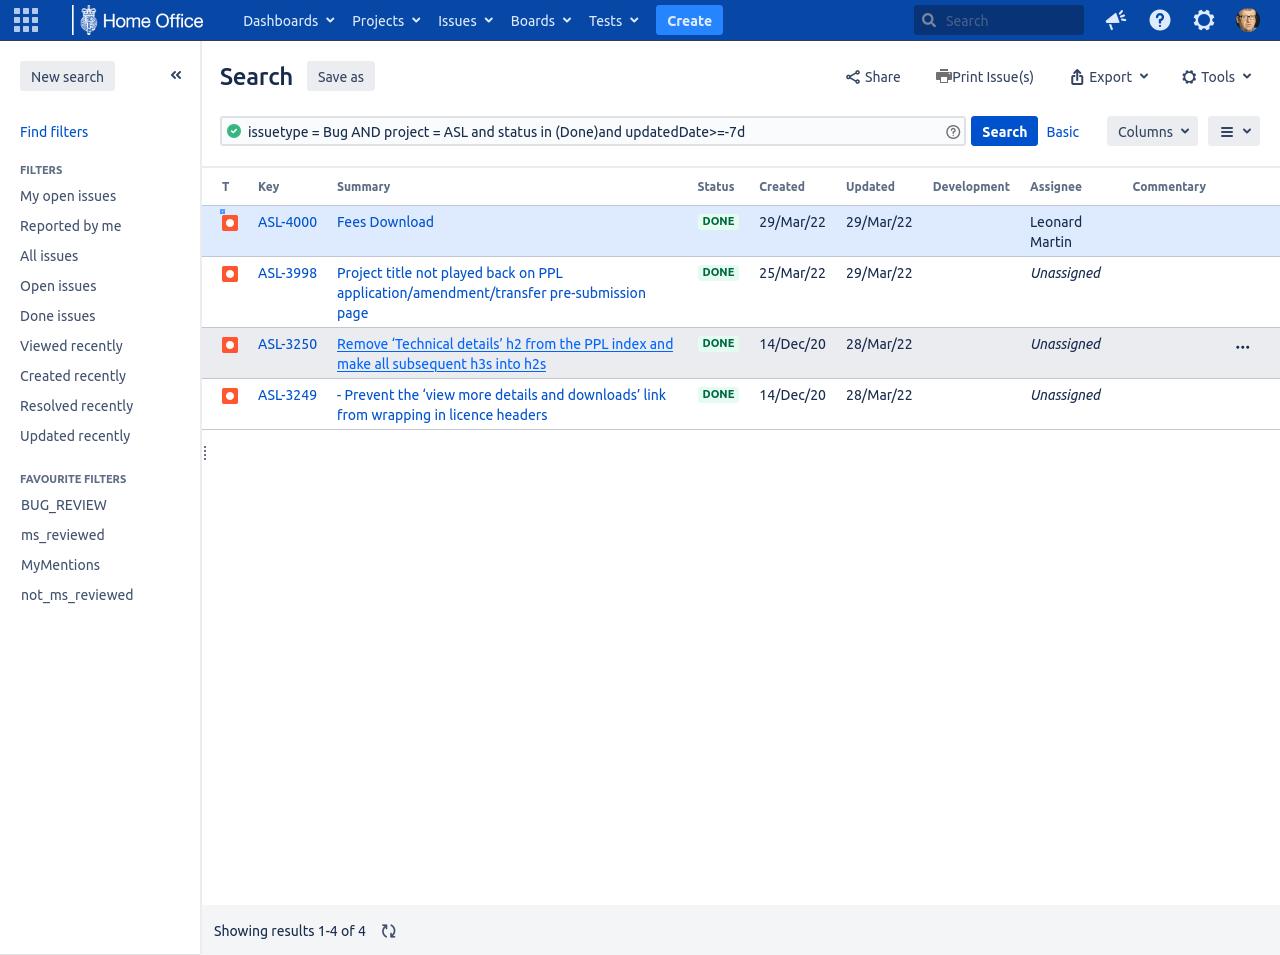 Home Office Dashboards Projects Issues Boards Tests Create Search
New search
Find filters
FILTERS
My open issues
Reported by me
All issues
Open issues
Done issues
Viewed recently
Created recently
Resolved recently
Updated recently
FAVOURITE FILTERS
BUG_REVIEW
ms_reviewed
MyMentions
not_ms_reviewed
Search Save as Share Print Issue(s) Export Tools
issuetype = Bug AND project = ASL and status in (Done)and updatedDate>=-7d Search Basic Columns
T Key Summary Status Created Updated Development Assignee Commentary
ASL-4000 Fees Download DONE 29/Mar/22 29/Mar/22 Leonard
Martin
ASL-3998 Project title not played back on PPL DONE 25/Mar/22 29/Mar/22 Unassigned
application/amendment/transfer pre-submission
page
ASL-3250 Remove ‘Technical details’ h2 from the PPL index and DONE 14/Dec/20 28/Mar/22 Unassigned
make all subsequent h3s into h2s
ASL-3249 - Prevent the ‘view more details and downloads’ link DONE 14/Dec/20 28/Mar/22 Unassigned
from wrapping in licence headers
Showing results 1-4 of 4